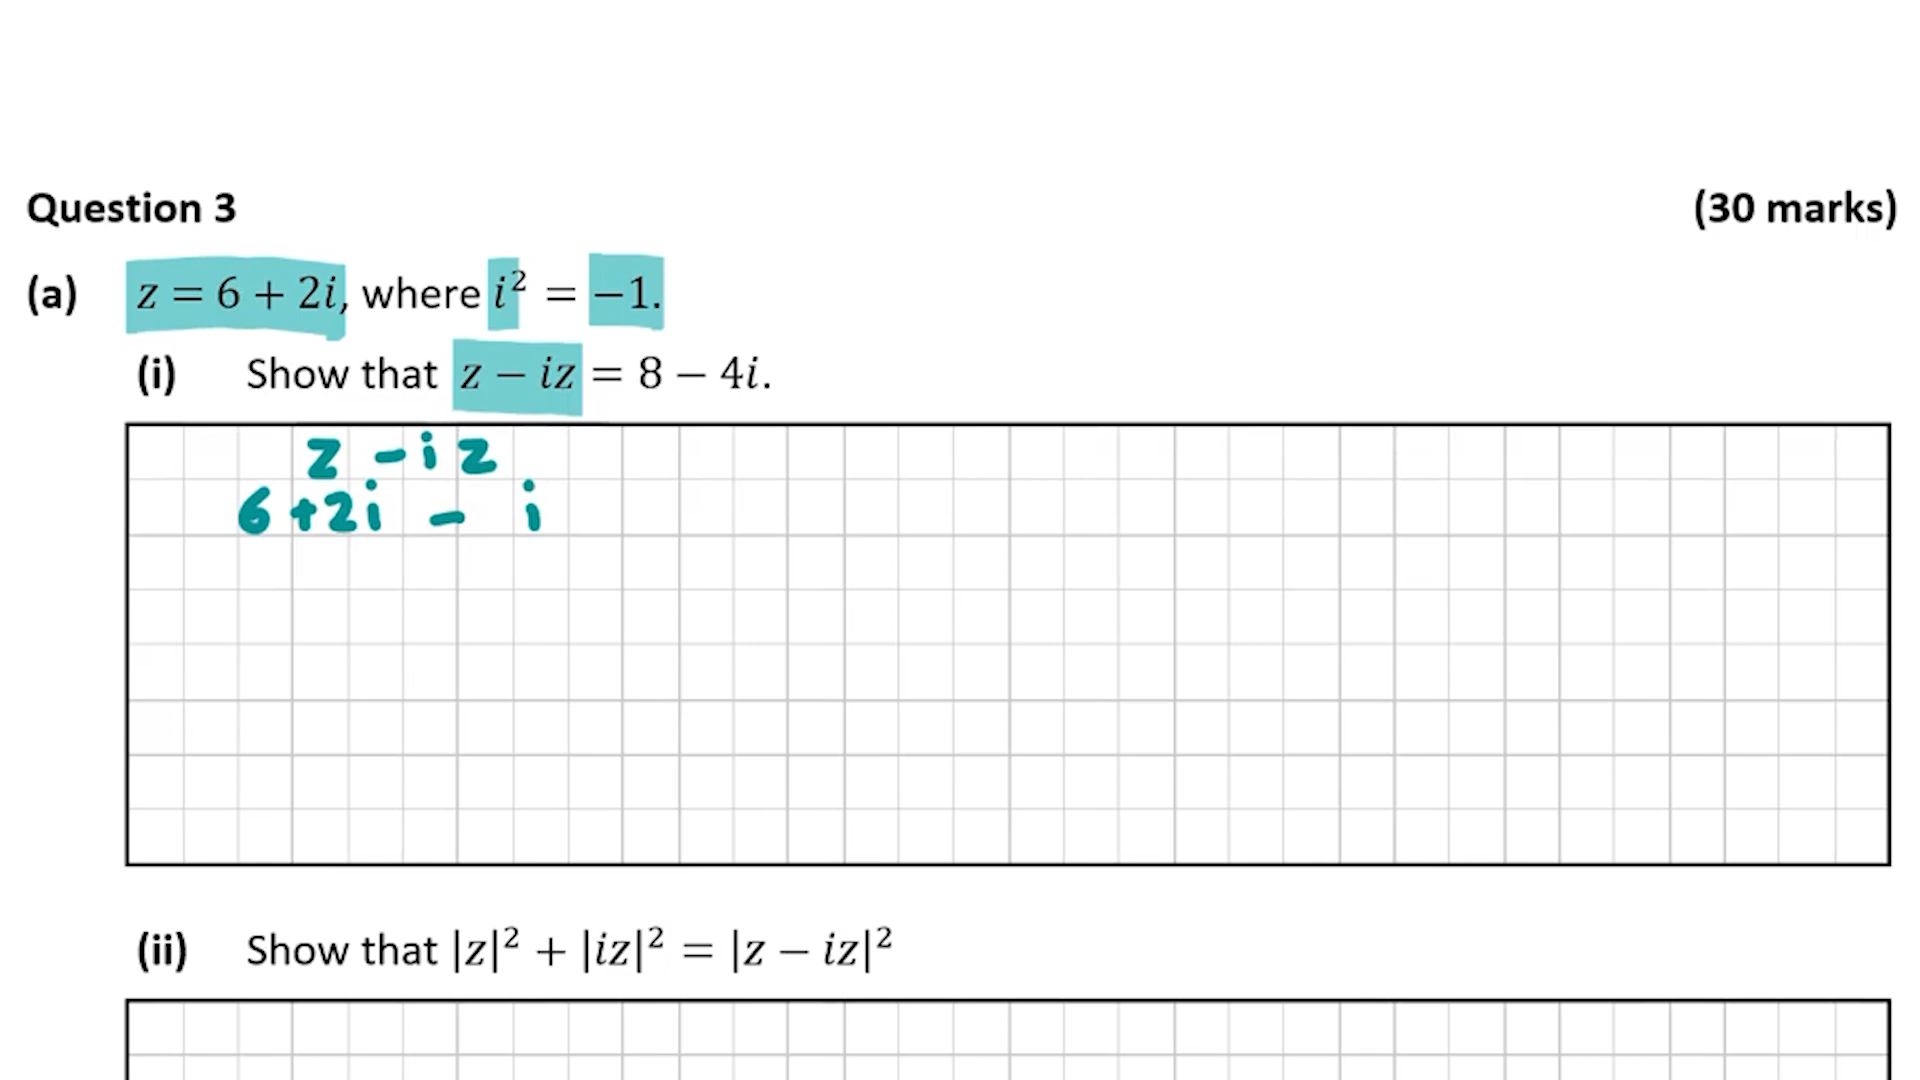 Question 3 (30 marks)
(a) z = 6 + 2i, where i² = −1.
(i) Show that z − iz = 8 − 4i.
z - i z
6 + 2i - i
(ii) Show that |z|² + |iz|² = |z − iz|²